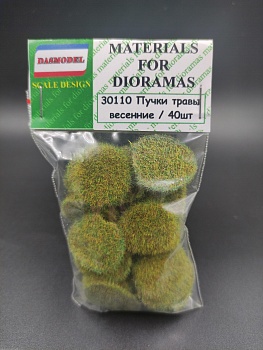 DASMODEL
SCALE DESIGN
MATERIALS
FOR
DIORAMAS
30110 Пучки травы
весенние / 40шт